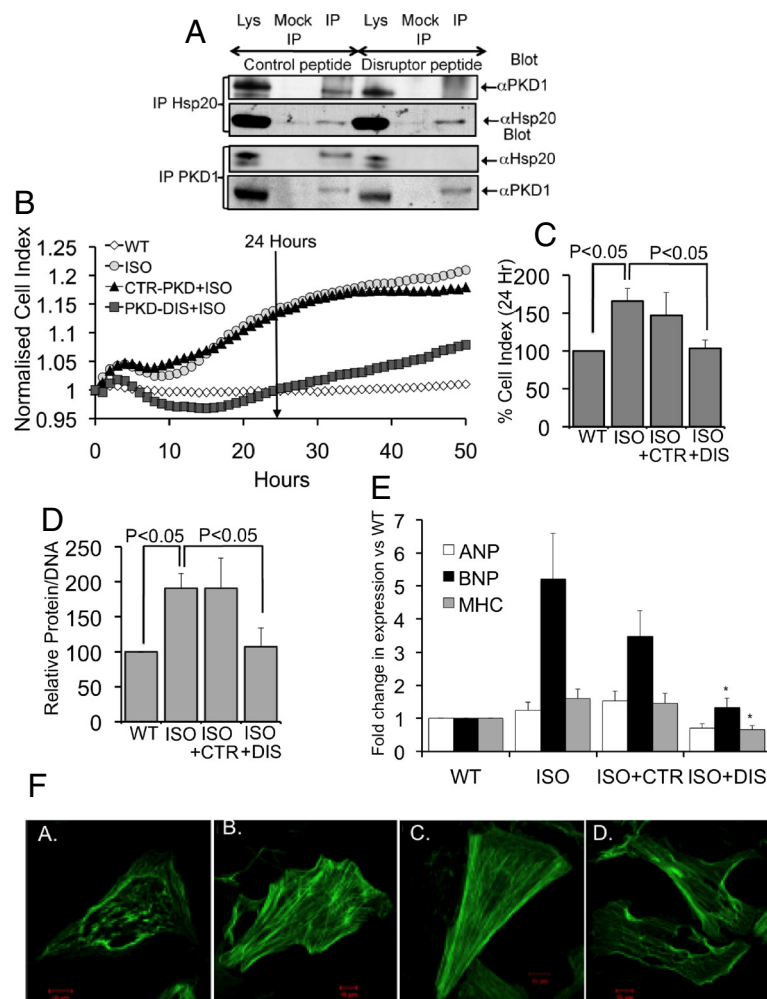 A
Lys Mock IP IP Lys Mock IP IP
Control peptide Disruptor peptide Blot
IP Hsp20 αPKD1
αHsp20
Blot
IP PKD1 αHsp20
αPKD1
B
Normalised Cell Index
1.25
1.2
1.15
1.1
1.05
1
0.95
WT
ISO
CTR-PKD+ISO
PKD-DIS+ISO
24 Hours
0 10 20 30 40 50
Hours
C
P<0.05 P<0.05
% Cell Index (24 Hr)
200
150
100
50
0
WT ISO ISO +CTR ISO +DIS
D
P<0.05 P<0.05
Relative Protein/DNA
250
200
150
100
50
0
WT ISO ISO +CTR ISO +DIS
E
Fold change in expression vs WT
7
6
5
4
3
2
1
0
ANP
BNP
MHC
* *
WT ISO ISO+CTR ISO+DIS
F
A. B. C. D.